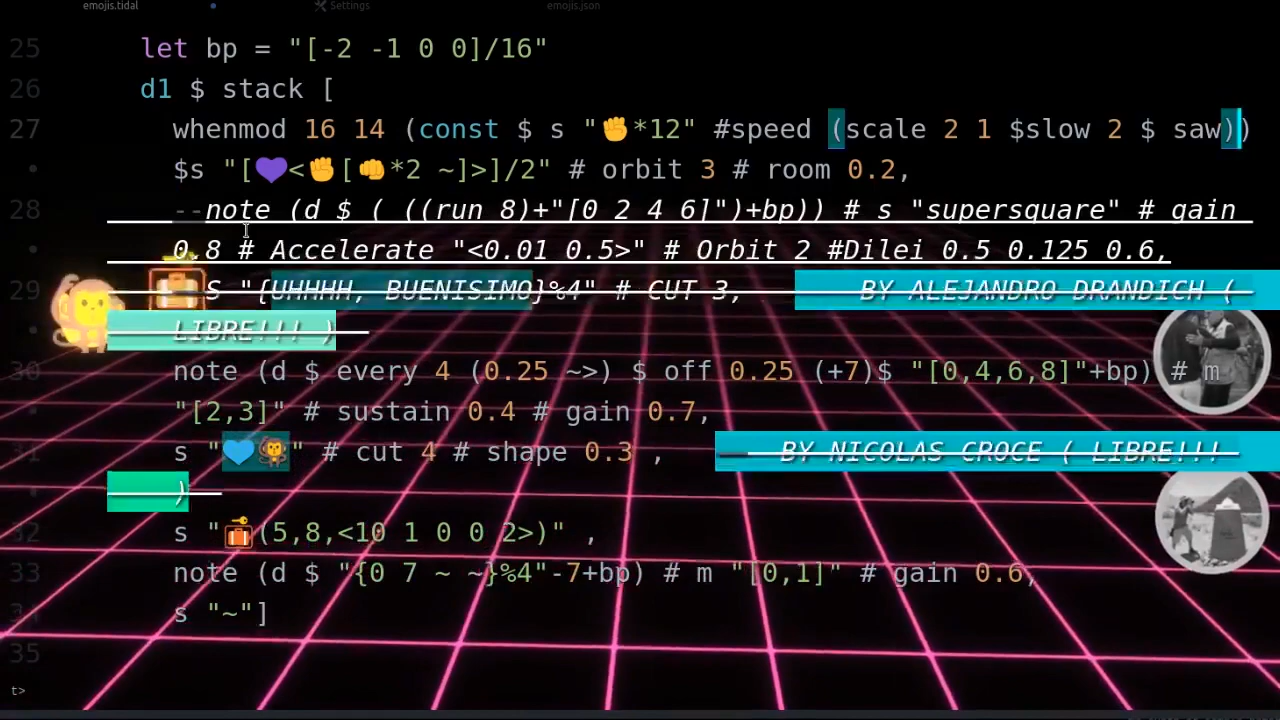 emojis.tidal Settings emojis.json
25 let bp = "[-2 -1 0 0]/16"
26 d1 $ stack [
27 whenmod 16 14 (const $ s "✊*12" #speed (scale 2 1 $slow 2 $ saw))
• $s "[💜<✊[👊*2 ~]>]/2" # orbit 3 # room 0.2,
28 --note (d $ ( ((run 8)+"[0 2 4 6]")+bp)) # s "supersquare" # gain
• 0.8 # Accelerate "<0.01 0.5>" # Orbit 2 #Dilei 0.5 0.125 0.6,
29 S "{UHHHH, BUENISIMO}%4" # CUT 3, BY ALEJANDRO DRANDICH (
LIBRE!!! )
30 note (d $ every 4 (0.25 ~>) $ off 0.25 (+7)$ "[0,4,6,8]"+bp) # m
• "[2,3]" # sustain 0.4 # gain 0.7,
31 s "💙🐵" # cut 4 # shape 0.3 , BY NICOLAS CROCE ( LIBRE!!!
• )
32 s "🧳(5,8,<10 1 0 0 2>)" ,
33 note (d $ "{0 7 ~ ~}%4"-7+bp) # m "[0,1]" # gain 0.6,
34 s "~"]
35
t>